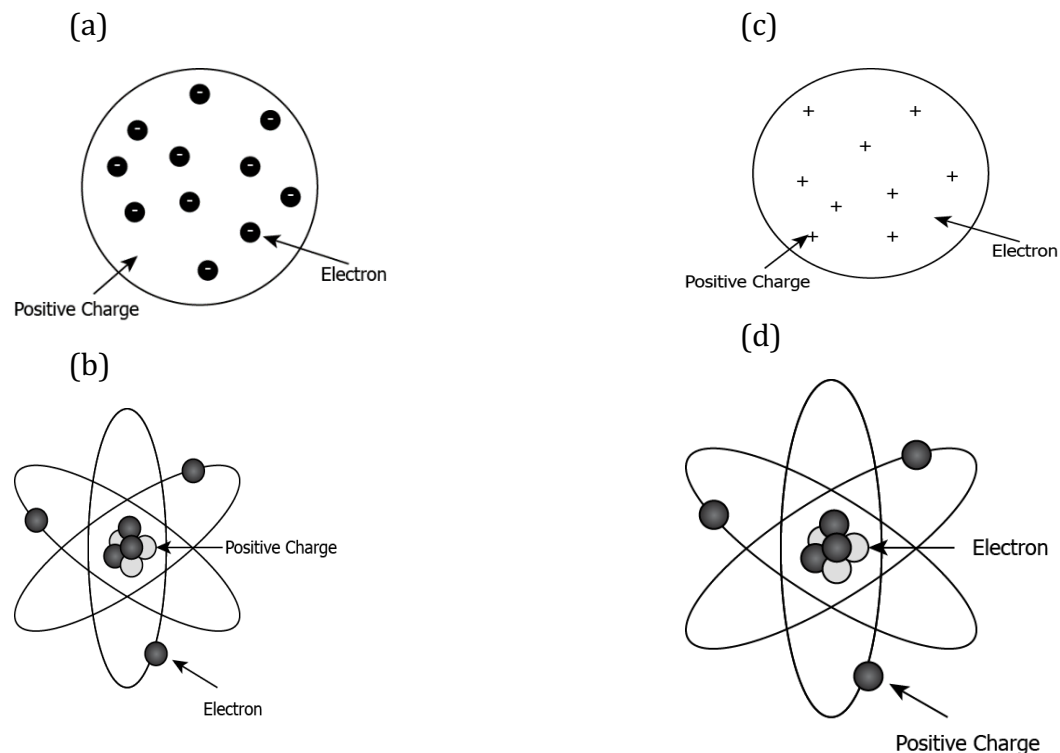 (a)
Electron
Positive Charge
(b)
Positive Charge
Electron
(c)
+ +
+
+ +
+
+
+ +
Electron
Positive Charge
(d)
Electron
Positive Charge